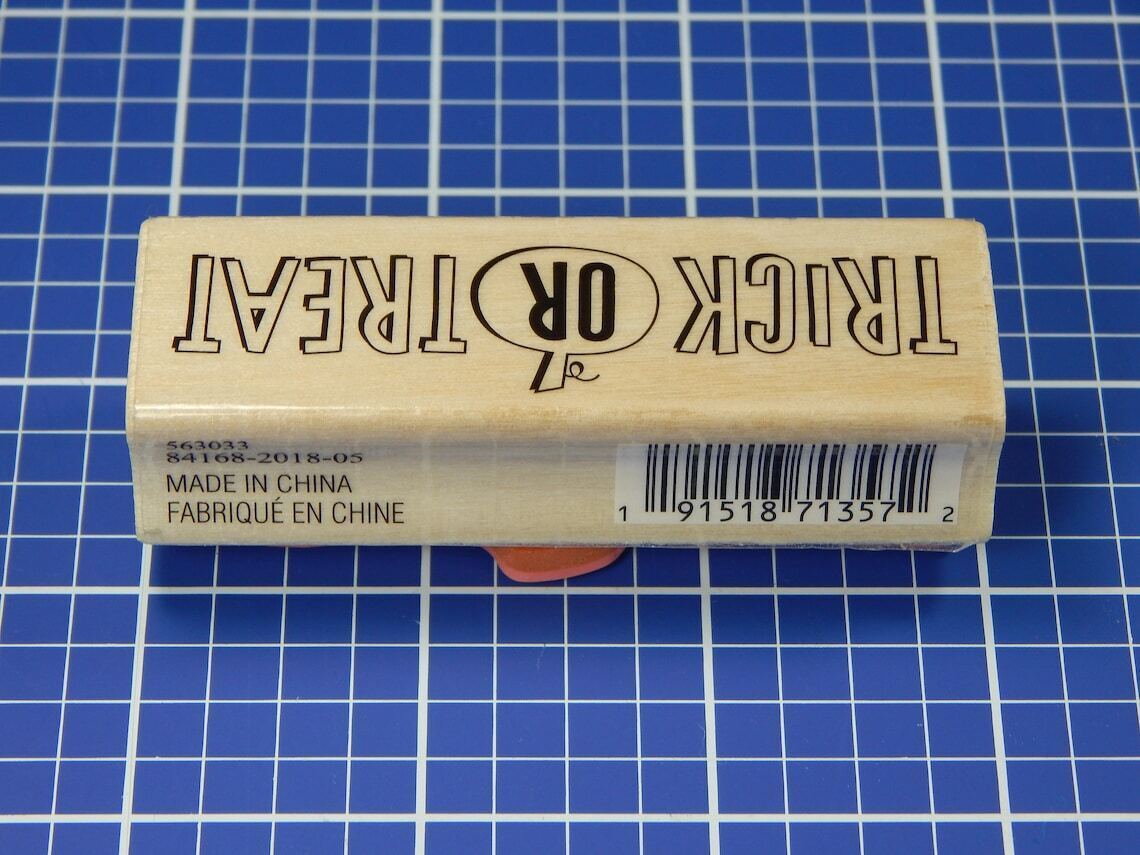 TRICK OR TREAT
563033
84168-2018-05
MADE IN CHINA
FABRIQUÉ EN CHINE
1 91518 71357 2